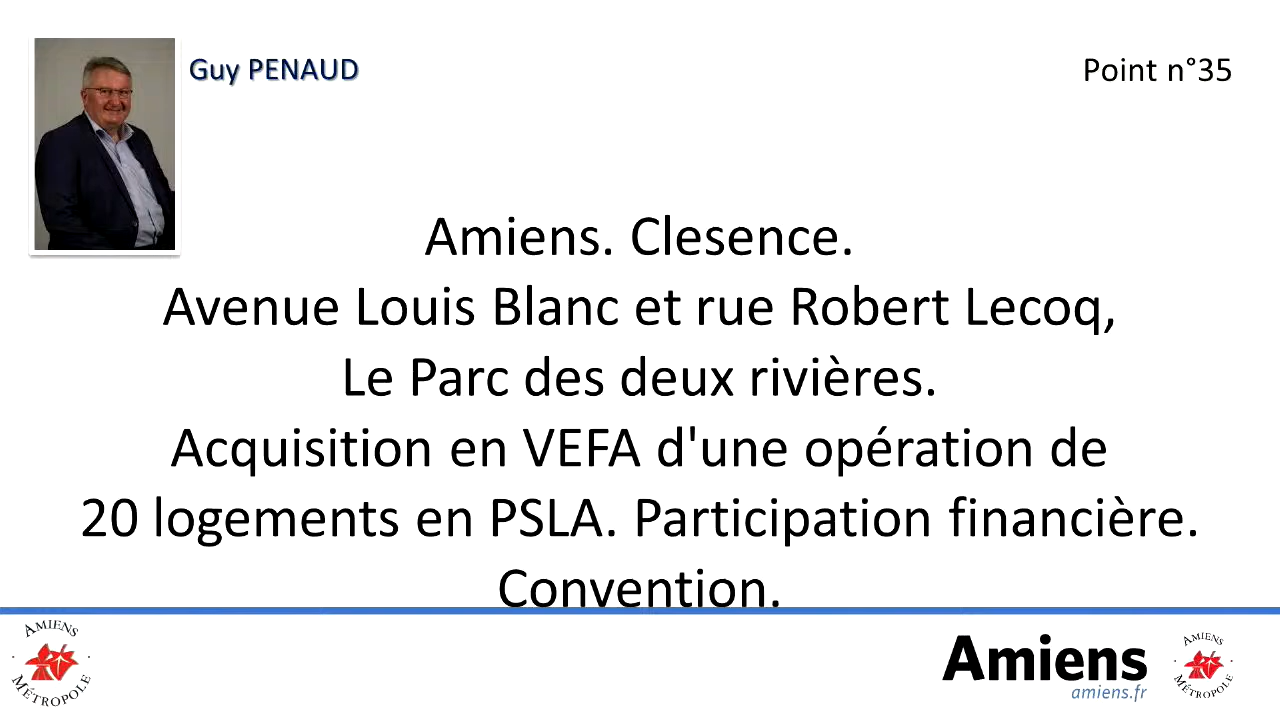 Guy PENAUD
Point n°35
Amiens. Clesence.
Avenue Louis Blanc et rue Robert Lecoq,
Le Parc des deux rivières.
Acquisition en VEFA d'une opération de
20 logements en PSLA. Participation financière.
Convention.
AMIENS
MÉTROPOLE
Amiens
amiens.fr
AMIENS
MÉTROPOLE